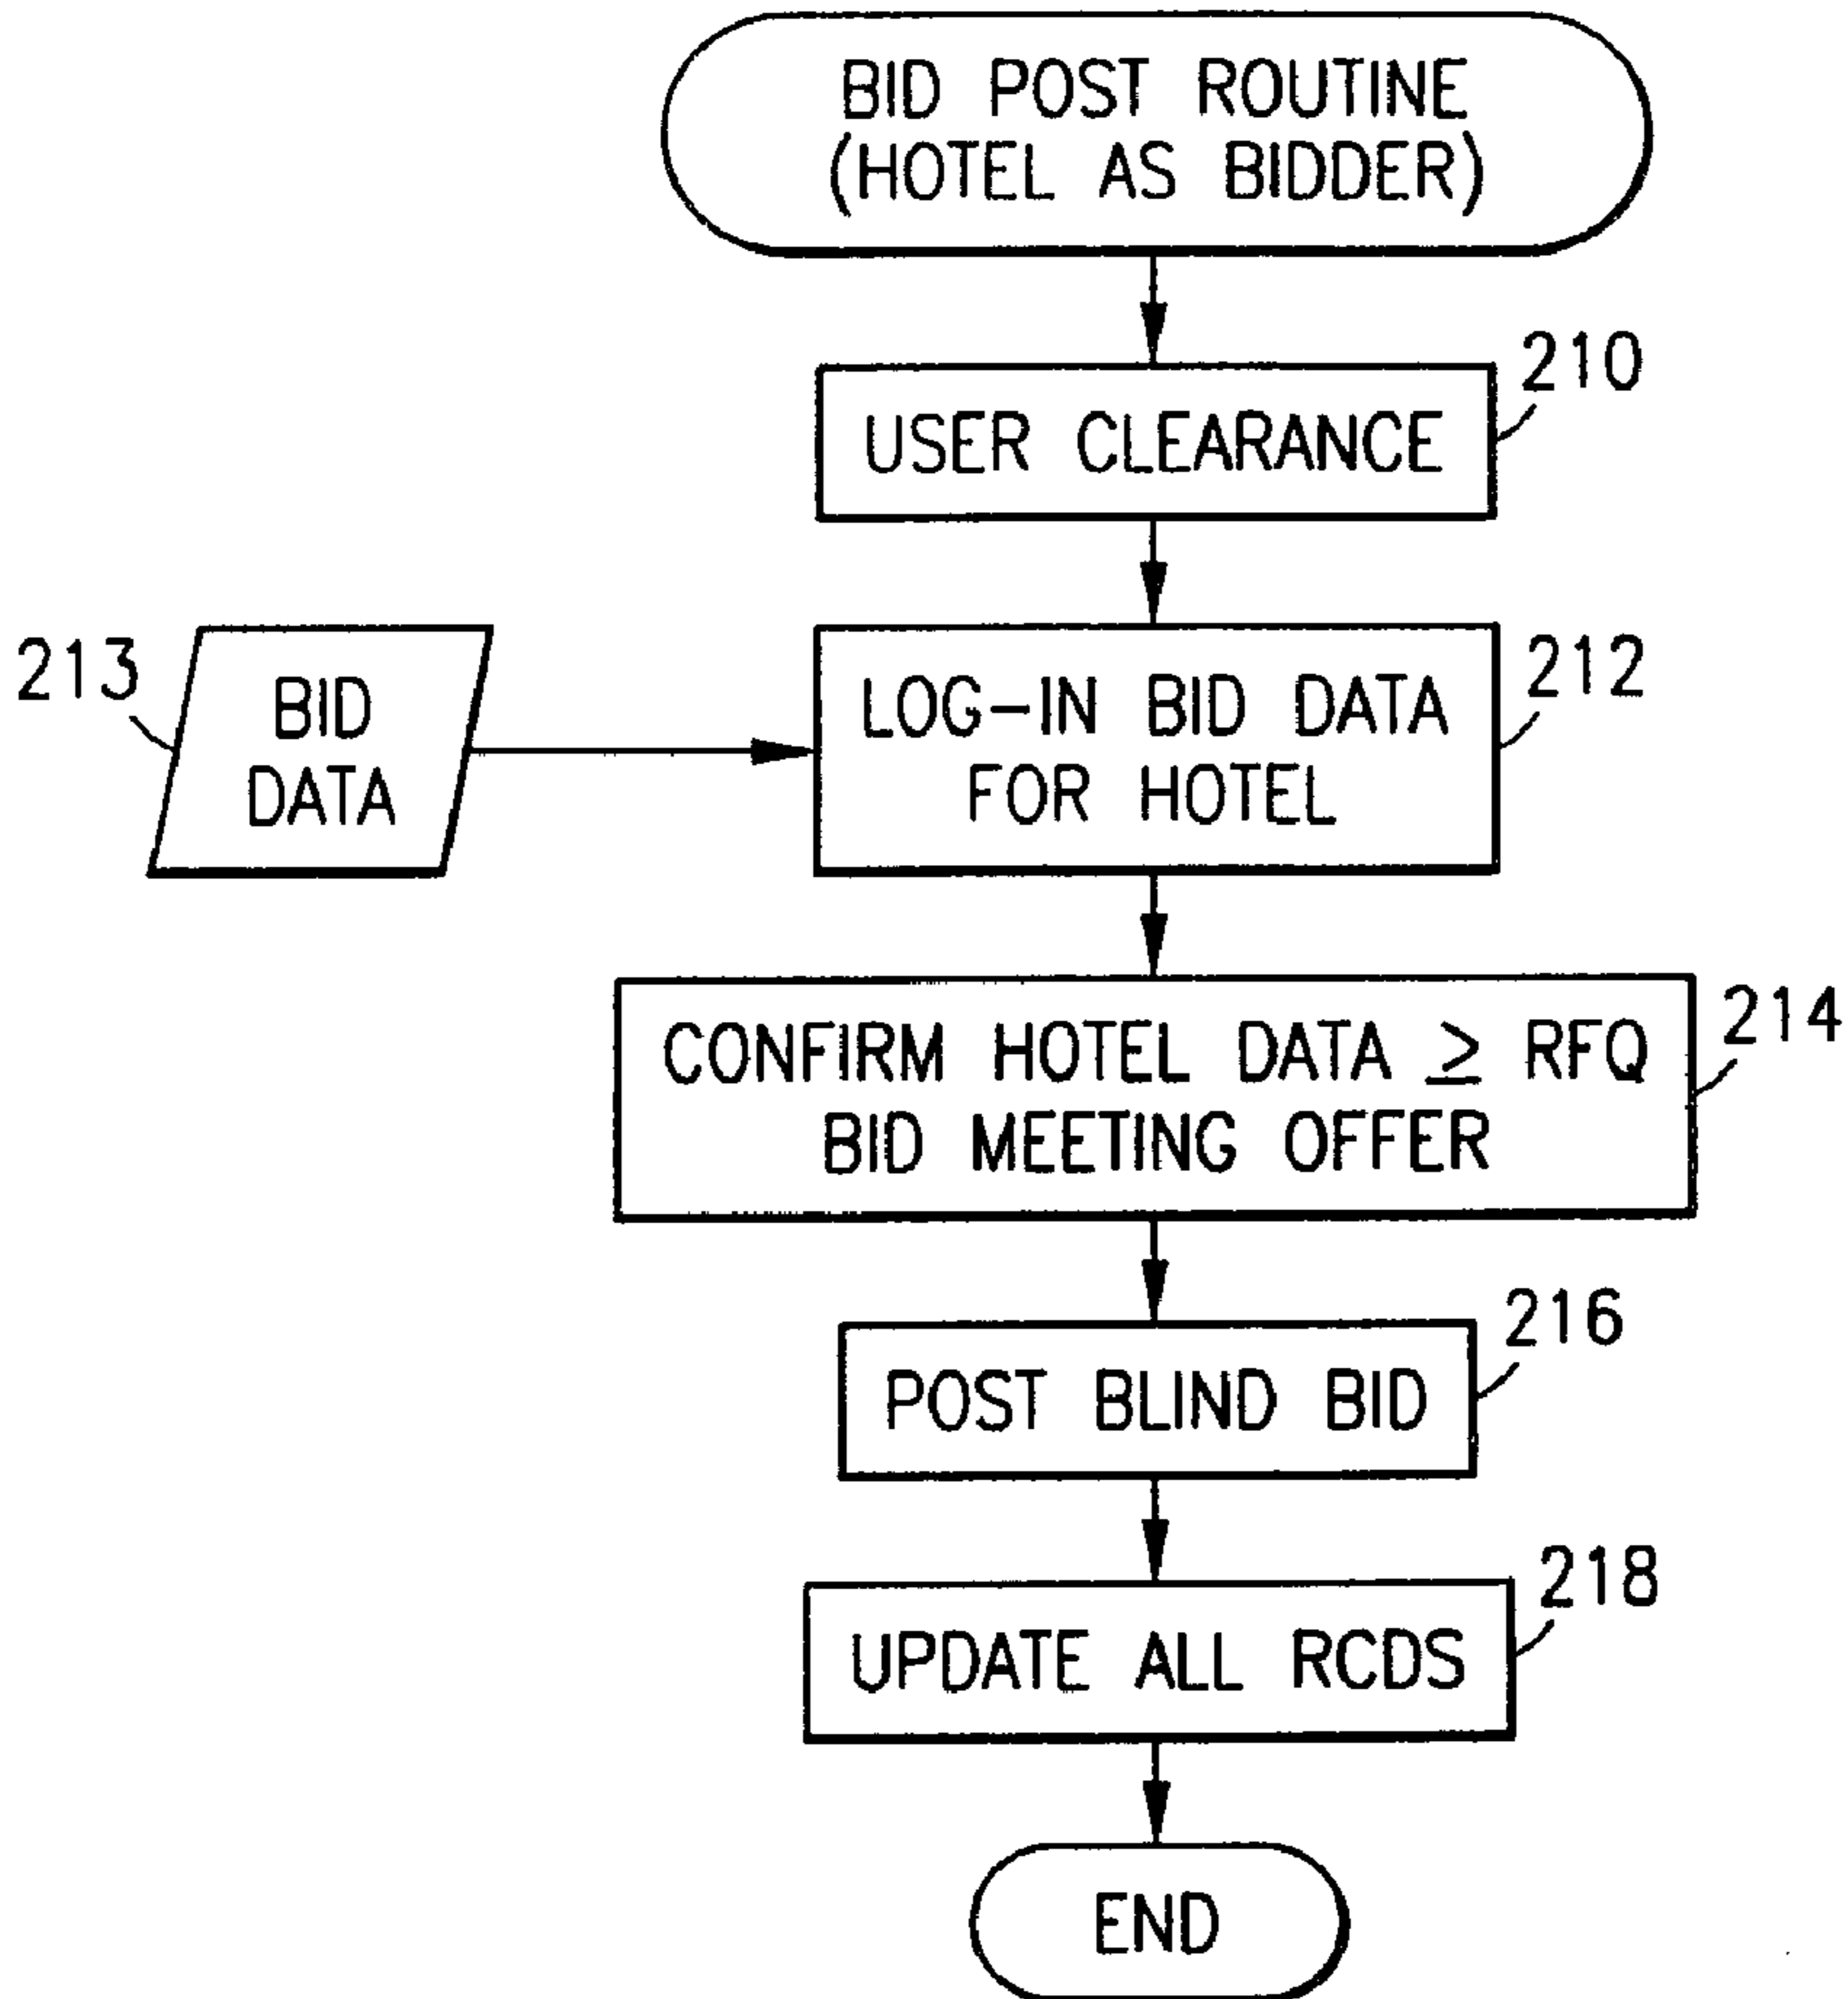 BID POST ROUTINE
(HOTEL AS BIDDER)
210
USER CLEARANCE
213
BID
DATA
212
LOG-IN BID DATA
FOR HOTEL
214
CONFIRM HOTEL DATA ≥ RFQ
BID MEETING OFFER
216
POST BLIND BID
218
UPDATE ALL RCDS
END